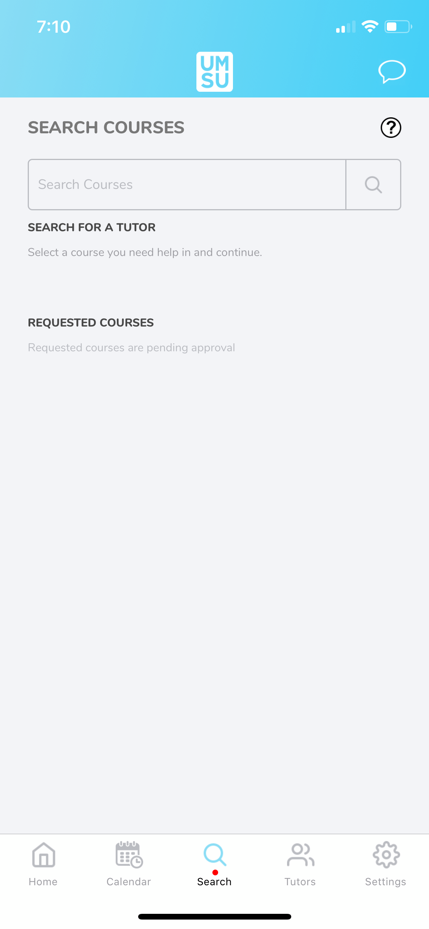 7:10
UM
SU
SEARCH COURSES
?
Search Courses
SEARCH FOR A TUTOR
Select a course you need help in and continue.
REQUESTED COURSES
Requested courses are pending approval
Home
Calendar
Search
Tutors
Settings